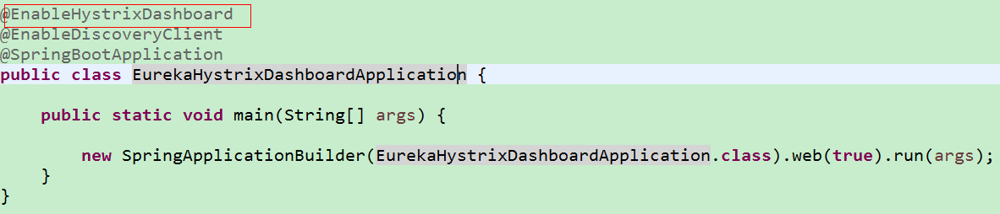 @EnableHystrixDashboard
@EnableDiscoveryClient
@SpringBootApplication
public class EurekaHystrixDashboardApplication {
public static void main(String[] args) {
new SpringApplicationBuilder(EurekaHystrixDashboardApplication.class).web(true).run(args);
}
}